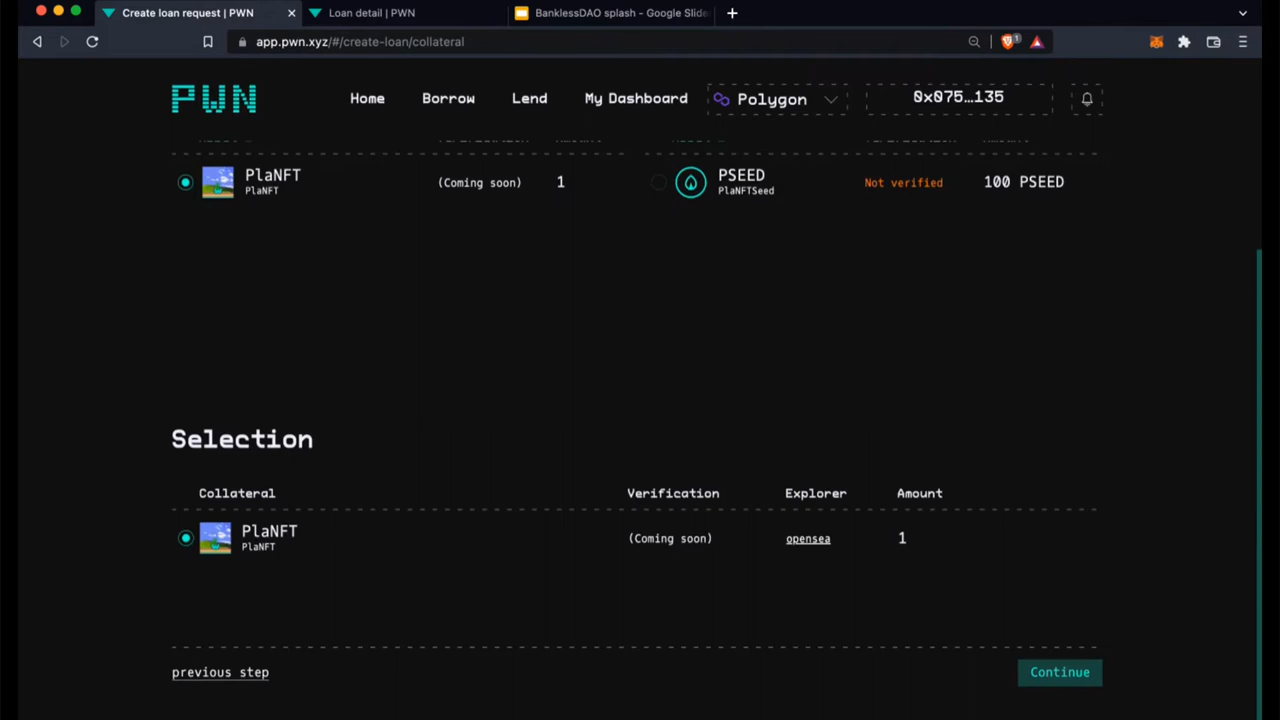 Create loan request | PWN
Loan detail | PWN
BanklessDAO splash - Google Slide
app.pwn.xyz/#/create-loan/collateral
1
PWN
Home
Borrow
Lend
My Dashboard
Polygon
0x075…135
PlaNFT
PlaNFT
(Coming soon)
1
PSEED
PlaNFTSeed
Not verified
100 PSEED
Selection
Collateral
Verification
Explorer
Amount
PlaNFT
PlaNFT
(Coming soon)
opensea
1
previous step
Continue